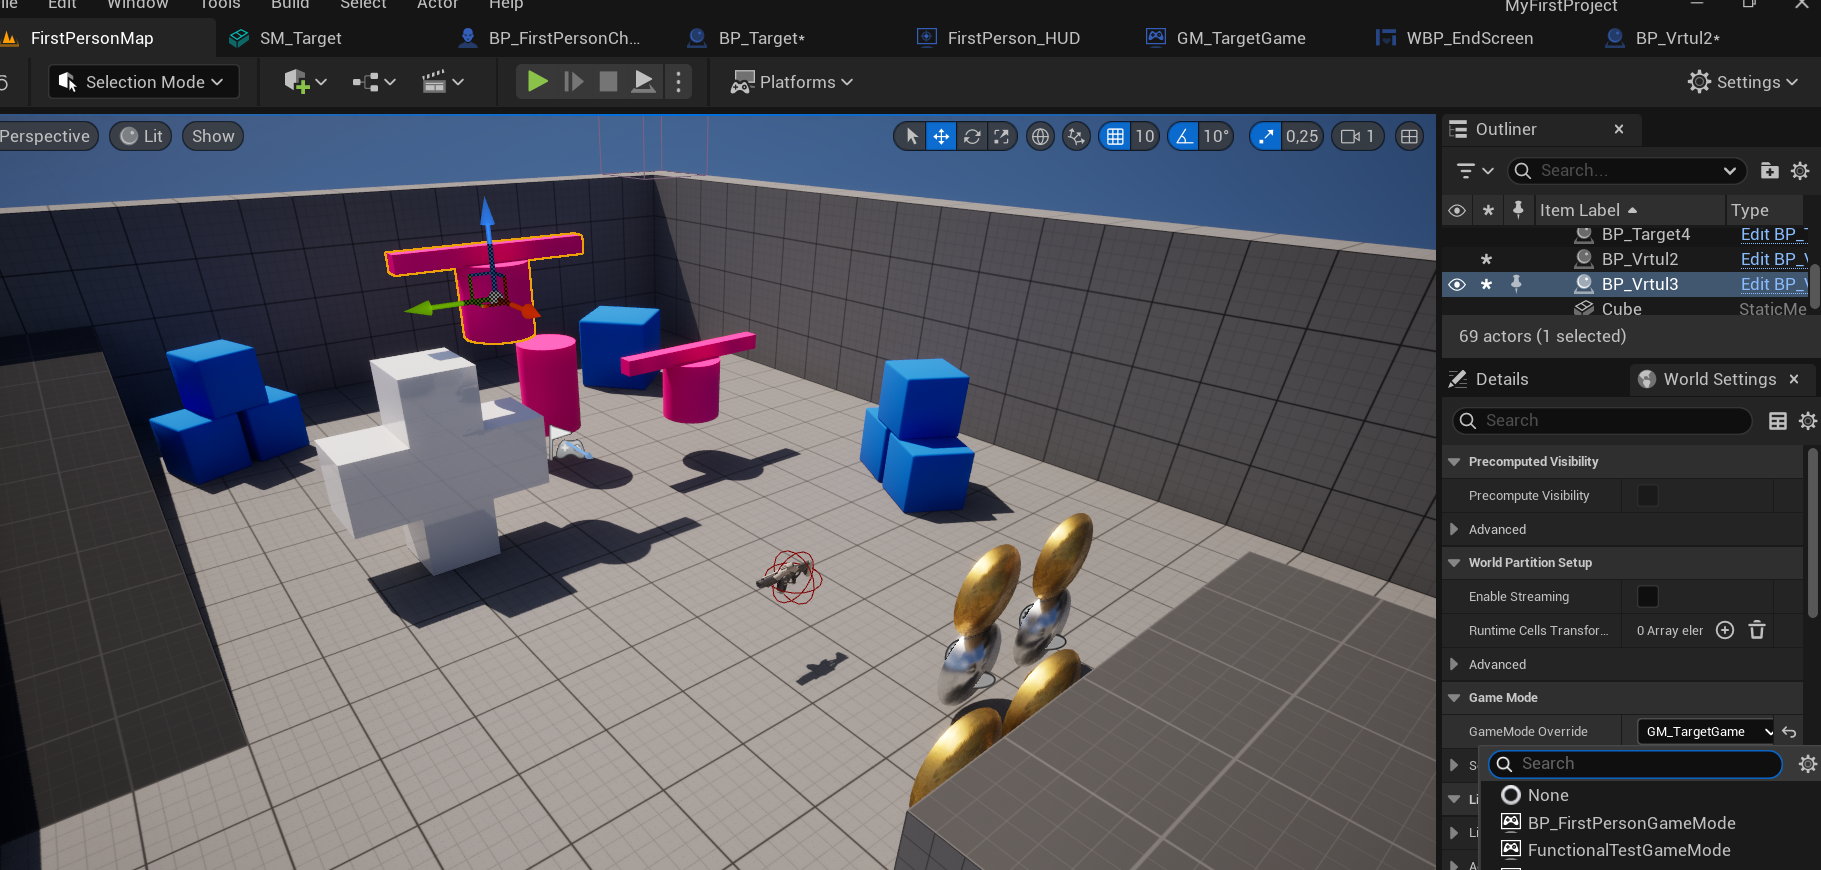 Edit Window Tools Build Select Actor Help MyFirstProject
FirstPersonMap SM_Target BP_FirstPersonCh... BP_Target* FirstPerson_HUD GM_TargetGame WBP_EndScreen BP_Vrtul2*
Selection Mode Platforms Settings
Perspective Lit Show 10 10° 0,25 1
Outliner
Search...
Item Label Type
BP_Target4 Edit BP_
BP_Vrtul2 Edit BP_
BP_Vrtul3 Edit BP_
Cube StaticMe
69 actors (1 selected)
Details World Settings
Search
Precomputed Visibility
Precompute Visibility
Advanced
World Partition Setup
Enable Streaming
Runtime Cells Transfor... 0 Array eler
Advanced
Game Mode
GameMode Override GM_TargetGame
Search
None
BP_FirstPersonGameMode
FunctionalTestGameMode